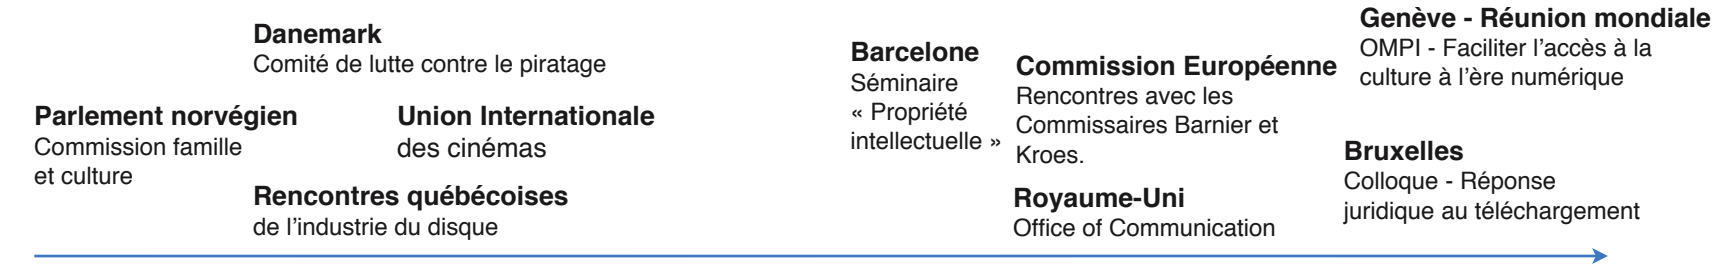 Parlement norvégien
Commission famille
et culture
Danemark
Comité de lutte contre le piratage
Union Internationale
des cinémas
Rencontres québécoises
de l’industrie du disque
Barcelone
Séminaire
« Propriété
intellectuelle »
Commission Européenne
Rencontres avec les
Commissaires Barnier et
Kroes.
Royaume-Uni
Office of Communication
Genève - Réunion mondiale
OMPI - Faciliter l’accès à la
culture à l’ère numérique
Bruxelles
Colloque - Réponse
juridique au téléchargement